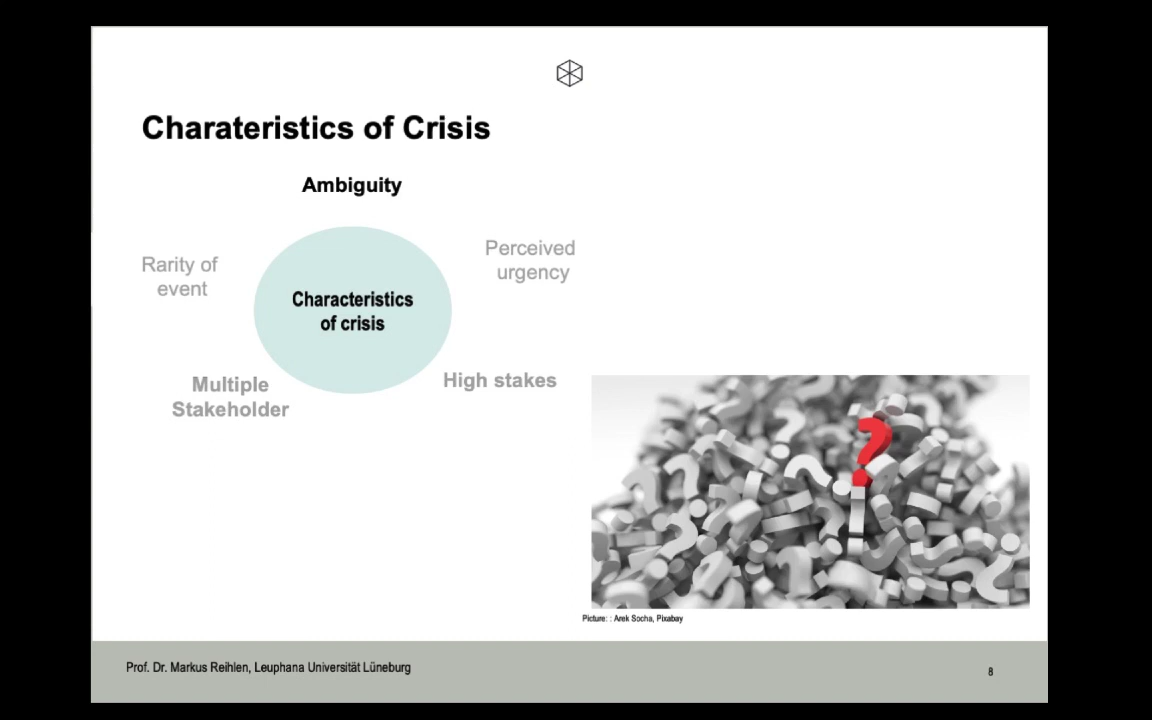 Charateristics of Crisis
Ambiguity
Perceived
urgency
Rarity of
event
Characteristics
of crisis
High stakes
Multiple
Stakeholder
?
Picture: : Arek Socha, Pixabay
Prof. Dr. Markus Reihlen, Leuphana Universität Lüneburg
8